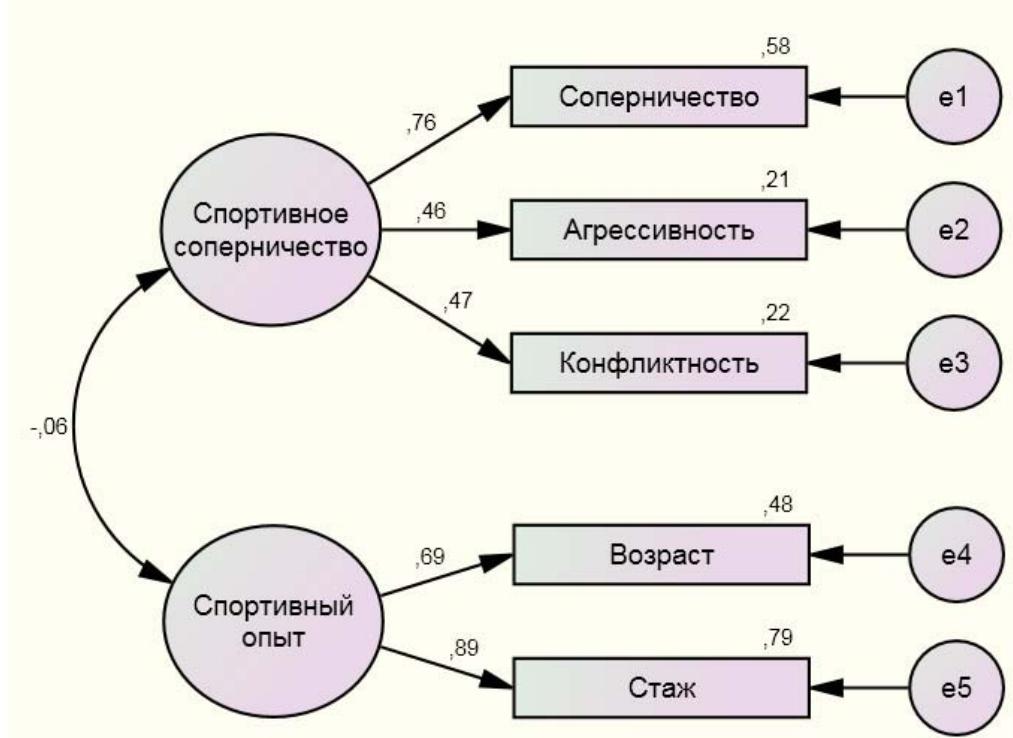 ,58
Соперничество
e1
,76
,21
Спортивное
соперничество
,46
Агрессивность
e2
,47
,22
Конфликтность
e3
-,06
,48
Возраст
e4
,69
Спортивный
опыт
,89
,79
Стаж
e5